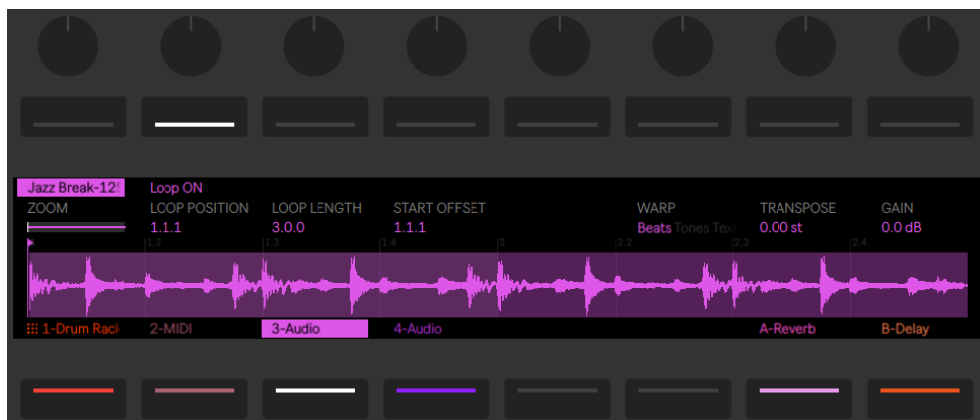 Jazz Break-125 Loop ON
ZOOM LOOP POSITION LOOP LENGTH START OFFSET WARP TRANSPOSE GAIN
1.1.1 3.0.0 1.1.1 Beats Tones Tex 0.00 st 0.0 dB
1.2 1.3 1.4 2 2.2 2.3 2.4
1-Drum Rack 2-MIDI 3-Audio 4-Audio A-Reverb B-Delay